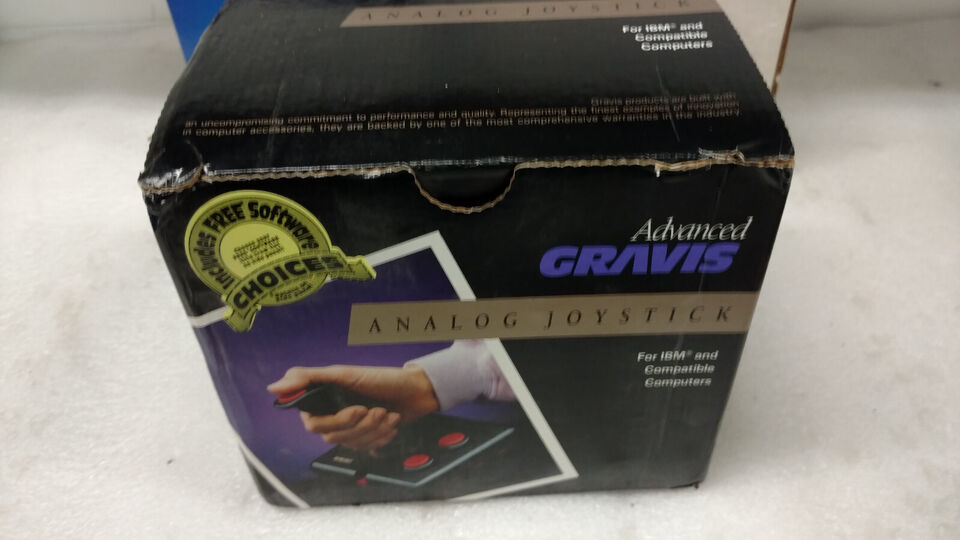 ANALOG JOYSTICK
For IBM® and
Compatible
Computers
Gravis products are built with
an uncompromising commitment to performance and quality. Representing the finest examples of innovation
in computer accessories, they are backed by one of the most comprehensive warranties in the industry.
Includes FREE Software
CHOICES
Advanced
GRAVIS
ANALOG JOYSTICK
For IBM® and
Compatible
Computers